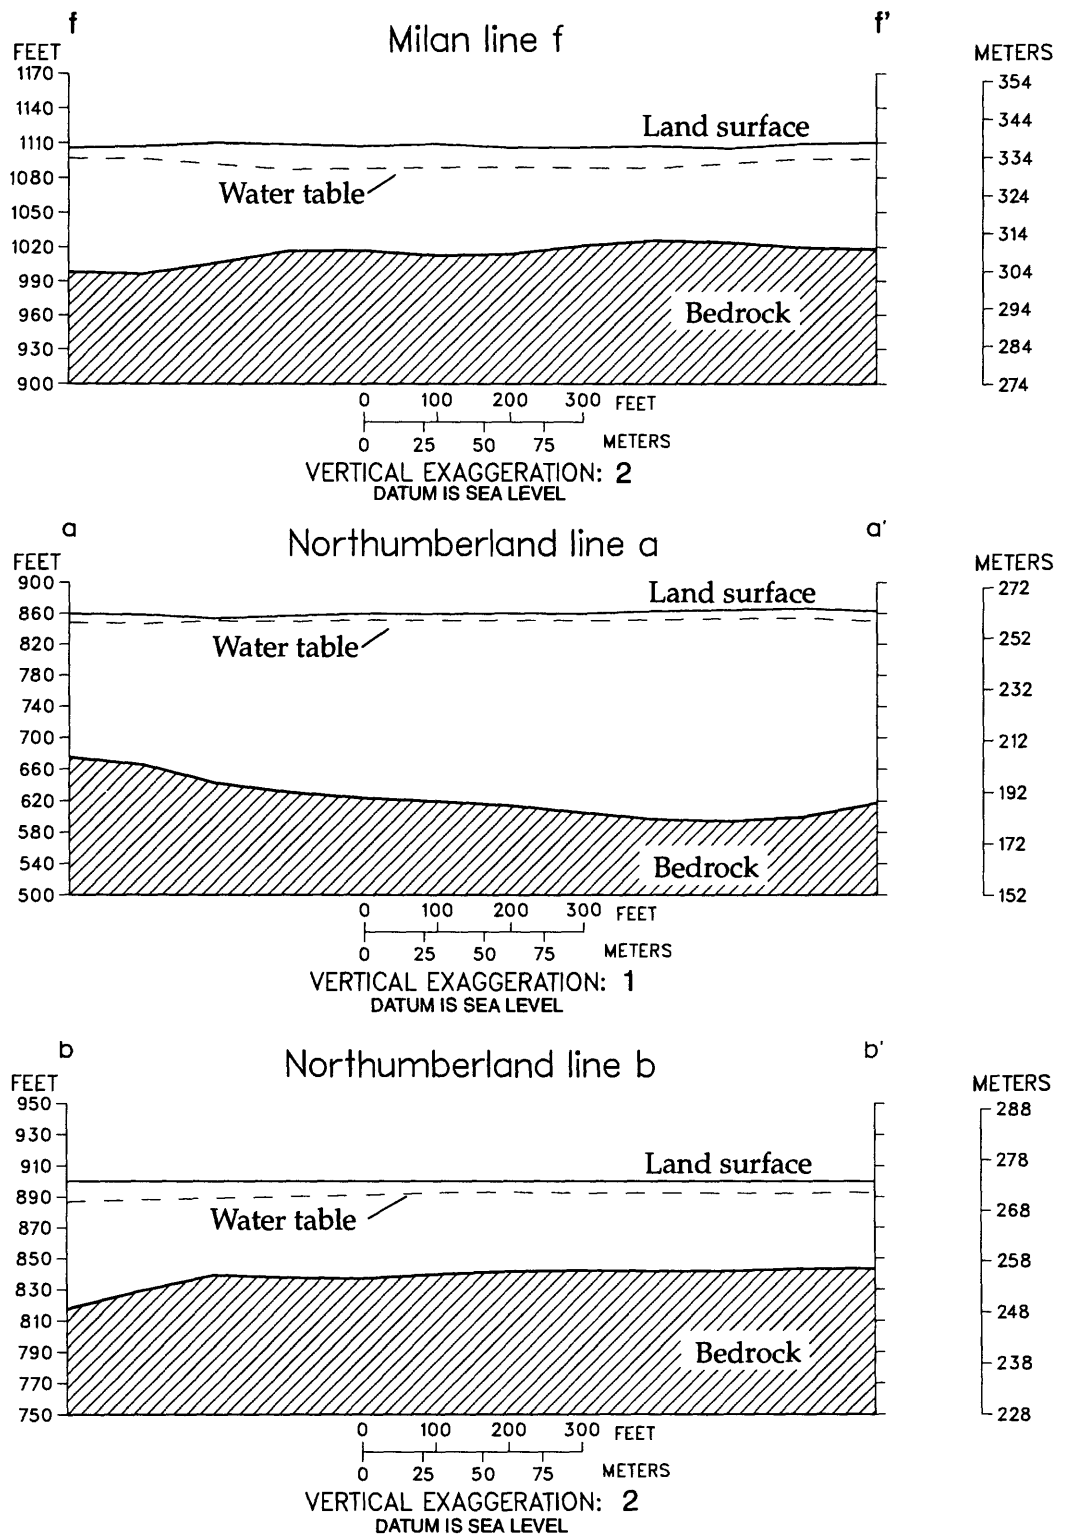 f f'
Milan line f
FEET METERS
1170
354
1140
344
Land surface
1110
334
1080
Water table
324
1050
314
1020
304
990
Bedrock
294
960
284
930
900 274
0 100 200 300 FEET
0 25 50 75 METERS
VERTICAL EXAGGERATION: 2
DATUM IS SEA LEVEL
a a'
Northumberland line a
FEET METERS
900 272
Land surface
860
820 252
Water table
780
232
740
700 212
660
620 192
580
172
540
Bedrock
500 152
0 100 200 300 FEET
0 25 50 75 METERS
VERTICAL EXAGGERATION: 1
DATUM IS SEA LEVEL
b b'
Northumberland line b
FEET METERS
950 288
930
910 278
Land surface
890
268
870
Water table
850 258
830
248
810
790 238
Bedrock
770
750 228
0 100 200 300 FEET
0 25 50 75 METERS
VERTICAL EXAGGERATION: 2
DATUM IS SEA LEVEL